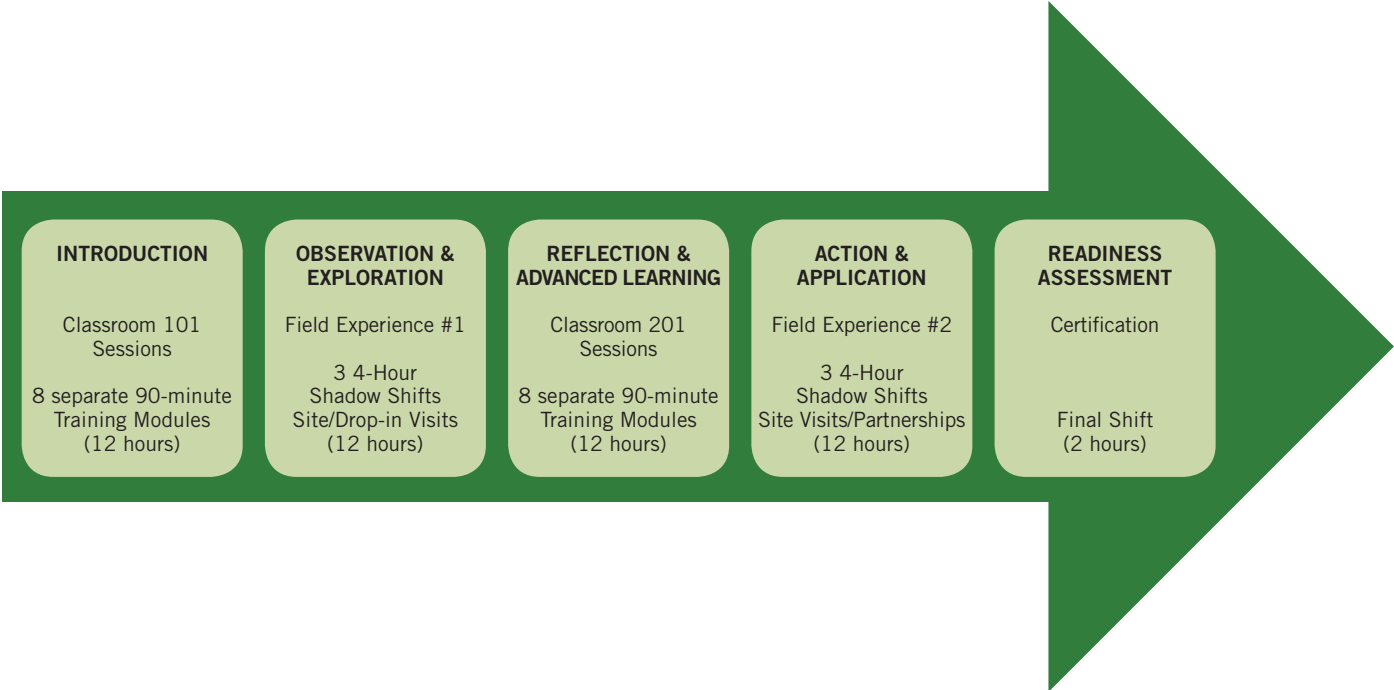 INTRODUCTION
Classroom 101
Sessions
8 separate 90-minute
Training Modules
(12 hours)
OBSERVATION &
EXPLORATION
Field Experience #1
3 4-Hour
Shadow Shifts
Site/Drop-in Visits
(12 hours)
REFLECTION &
ADVANCED LEARNING
Classroom 201
Sessions
8 separate 90-minute
Training Modules
(12 hours)
ACTION &
APPLICATION
Field Experience #2
3 4-Hour
Shadow Shifts
Site Visits/Partnerships
(12 hours)
READINESS
ASSESSMENT
Certification
Final Shift
(2 hours)